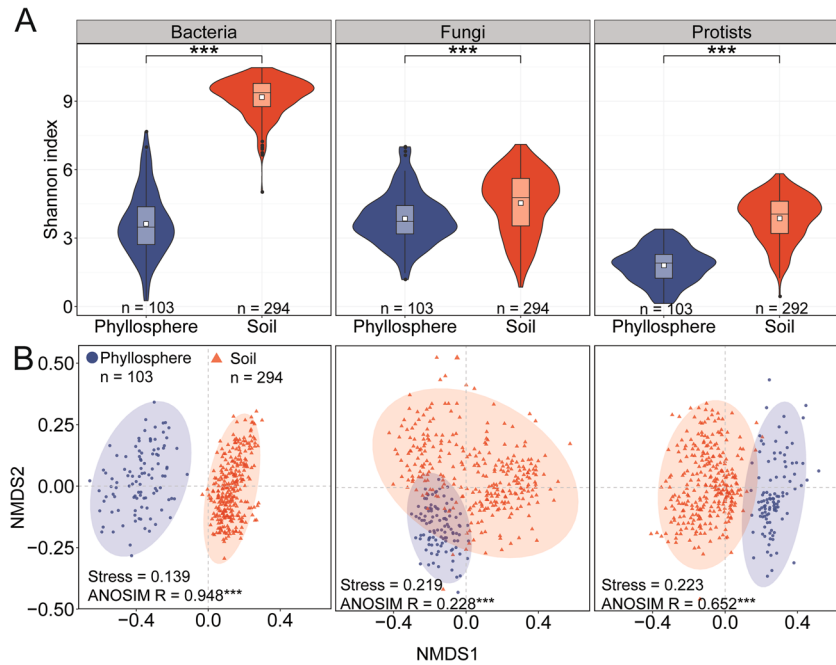 A
Bacteria
Fungi
Protists
***
***
***
Shannon index
9
6
3
0
n = 103
n = 294
n = 103
n = 294
n = 103
n = 292
Phyllosphere
Soil
Phyllosphere
Soil
Phyllosphere
Soil
B
Phyllosphere
n = 103
Soil
n = 294
NMDS2
0.50
0.25
0.00
−0.25
−0.50
Stress = 0.139
ANOSIM R = 0.948***
Stress = 0.219
ANOSIM R = 0.228***
Stress = 0.223
ANOSIM R = 0.652***
−0.4
0.0
0.4
−0.4
0.0
0.4
−0.4
0.0
0.4
NMDS1